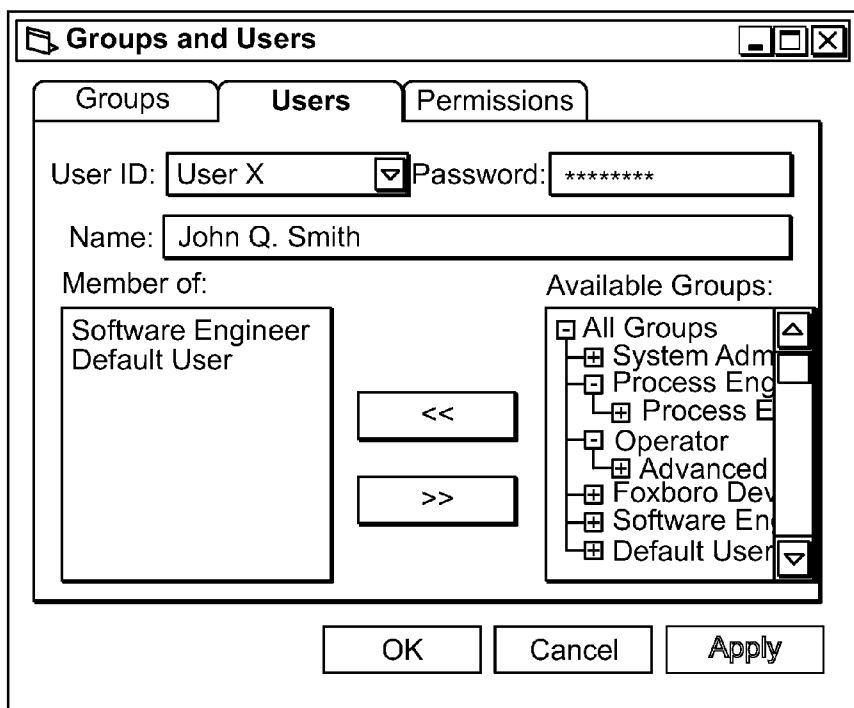 Groups and Users
Groups Users Permissions
User ID: User X Password: ********
Name: John Q. Smith
Member of: Available Groups:
Software Engineer
Default User
All Groups
System Adm
Process Eng
Process E
Operator
Advanced
Foxboro Dev
Software Eng
Default User
<<
>>
OK Cancel Apply